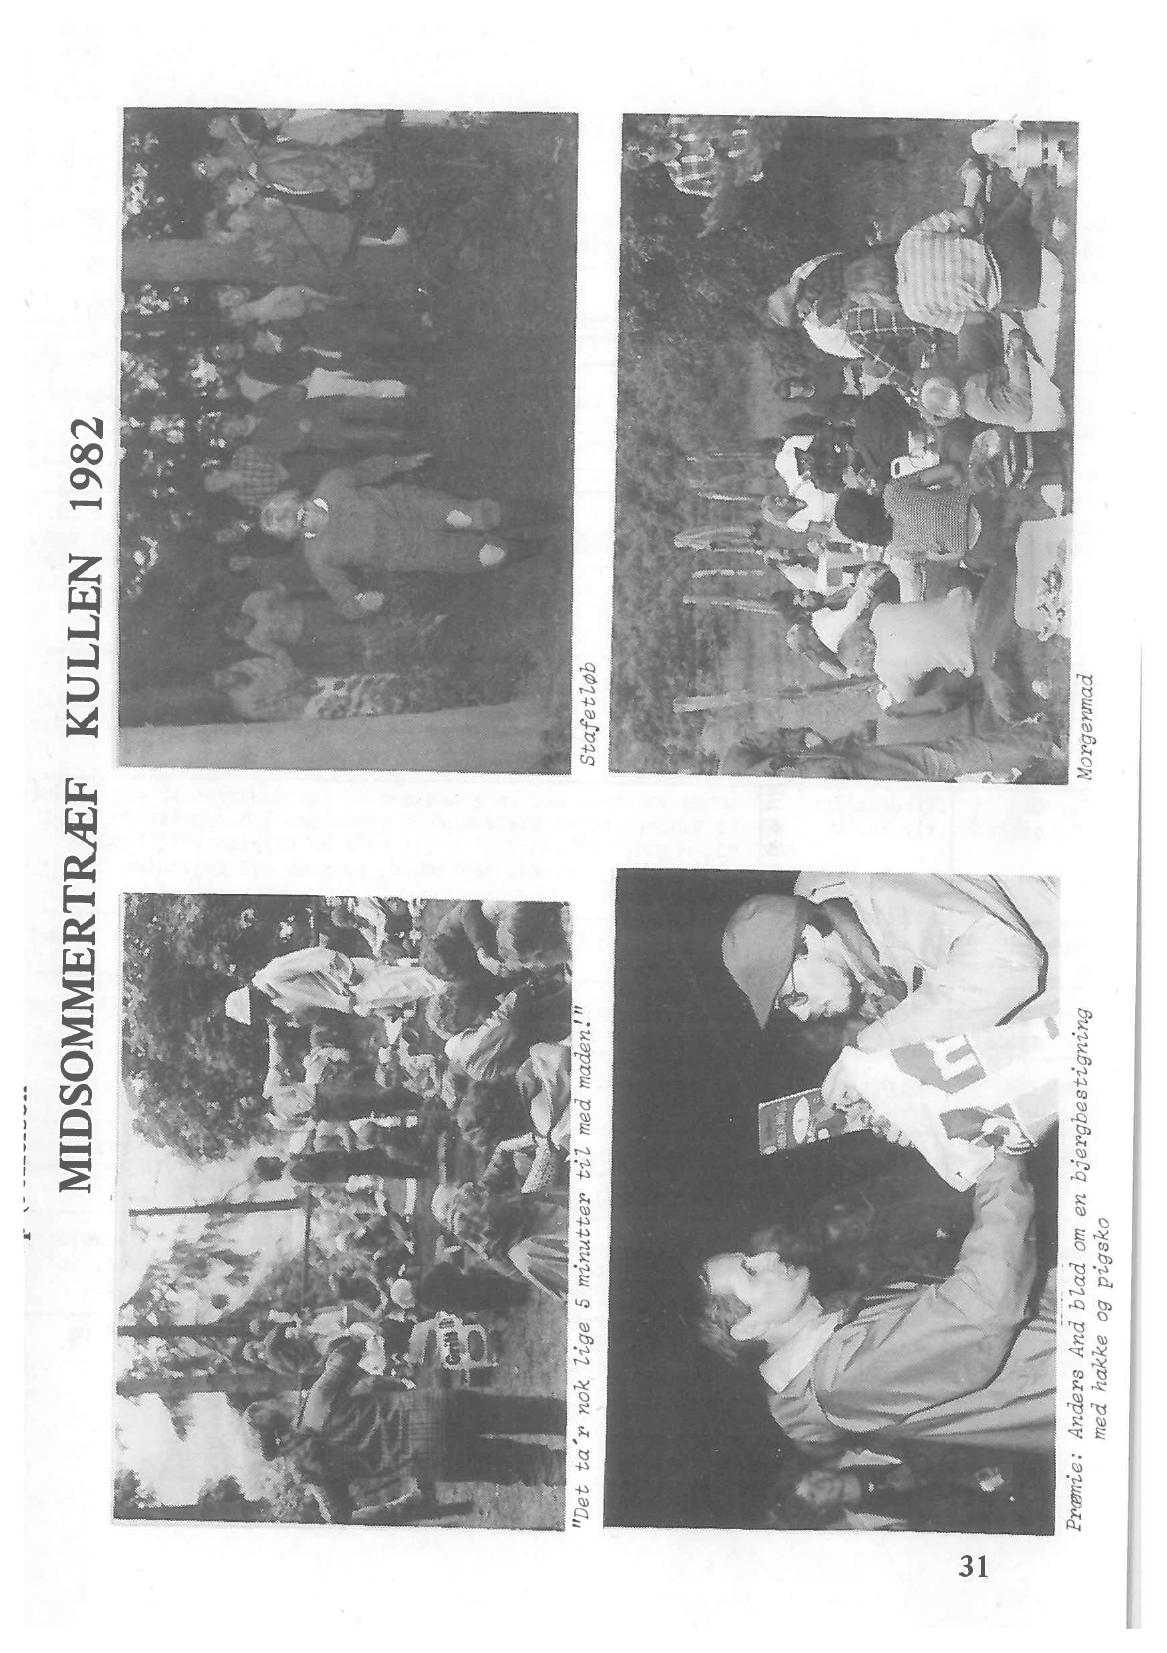 MIDSOMMERTRÆF KULLEN 1982
"Det ta´r nok lige 5 minutter til med maden!"
Stafetløb
Præmie: Anders And blad om en bjergbestigning
med hakke og pigsko
Morgenmad
31